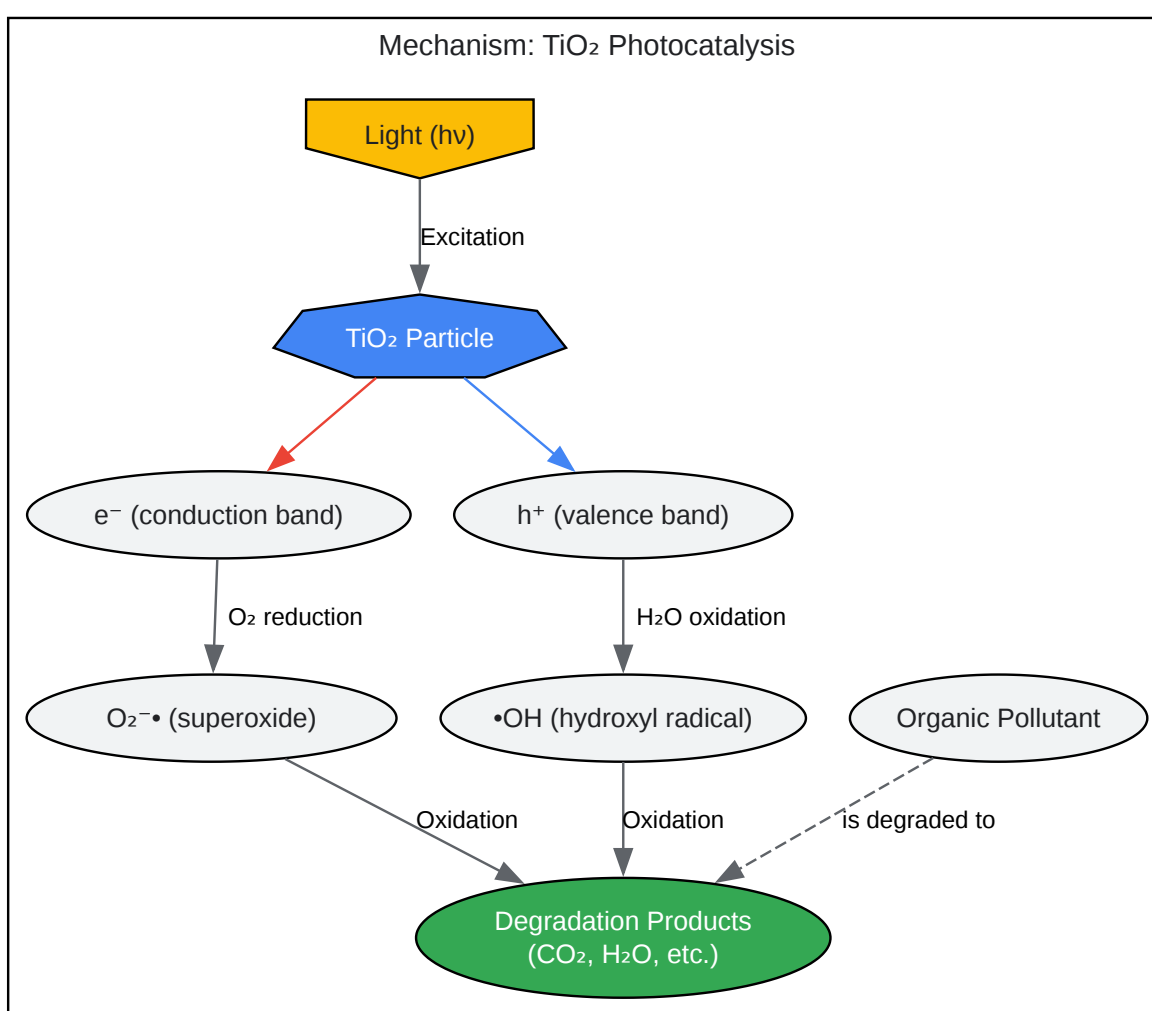 Mechanism: TiO₂ Photocatalysis
Light (hν)
Excitation
TiO₂ Particle
e⁻ (conduction band)
h⁺ (valence band)
O₂ reduction
H₂O oxidation
O₂⁻• (superoxide)
•OH (hydroxyl radical)
Organic Pollutant
Oxidation
Oxidation
is degraded to
Degradation Products
(CO₂, H₂O, etc.)